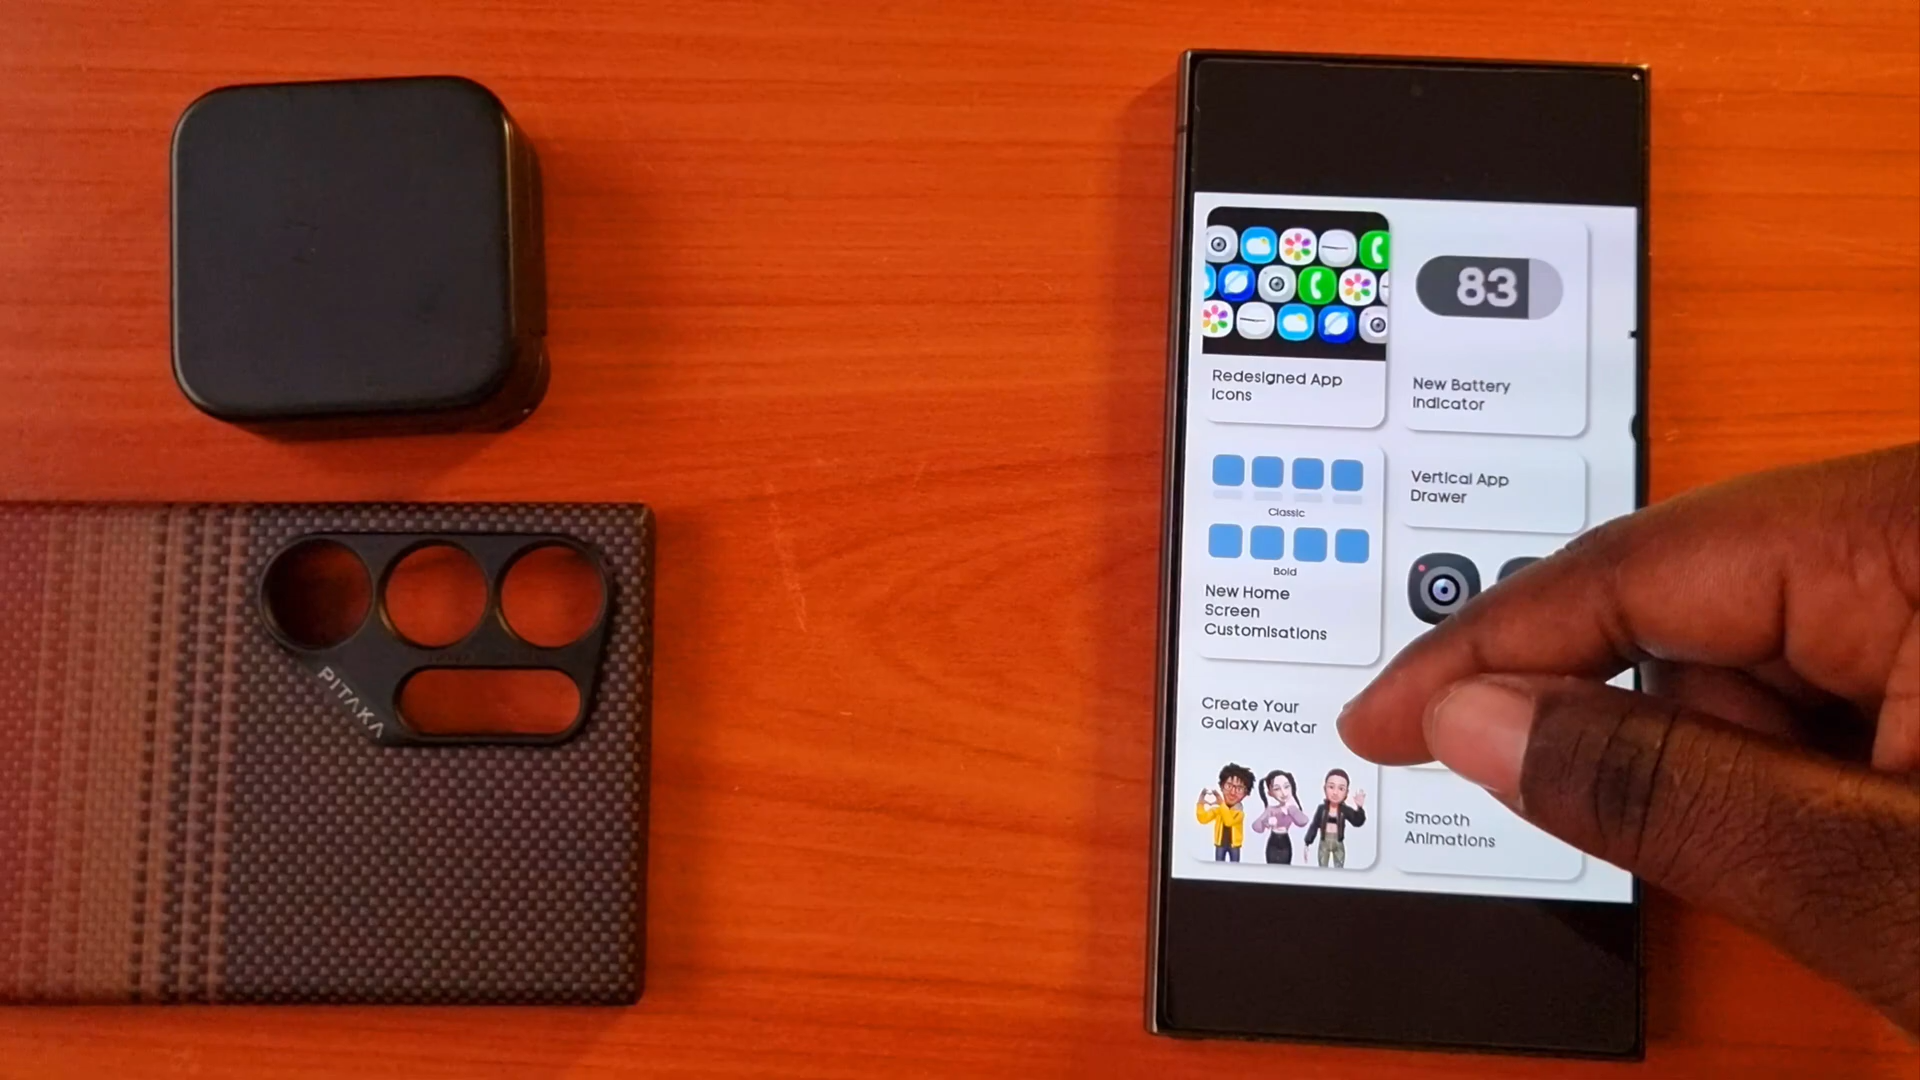 PITAKA
Redesigned App
Icons
83
New Battery
Indicator
Classic
Bold
New Home
Screen
Customisations
Vertical App
Drawer
Create Your
Galaxy Avatar
Smooth
Animations